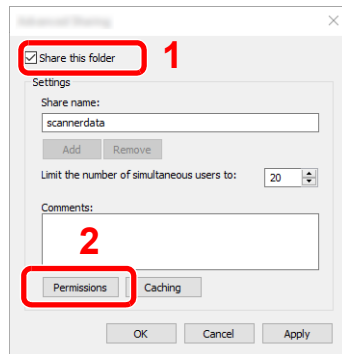 Share this folder 1
Settings
Share name:
scannerdata
Add Remove
Limit the number of simultaneous users to: 20
Comments:
2
Permissions Caching
OK Cancel Apply